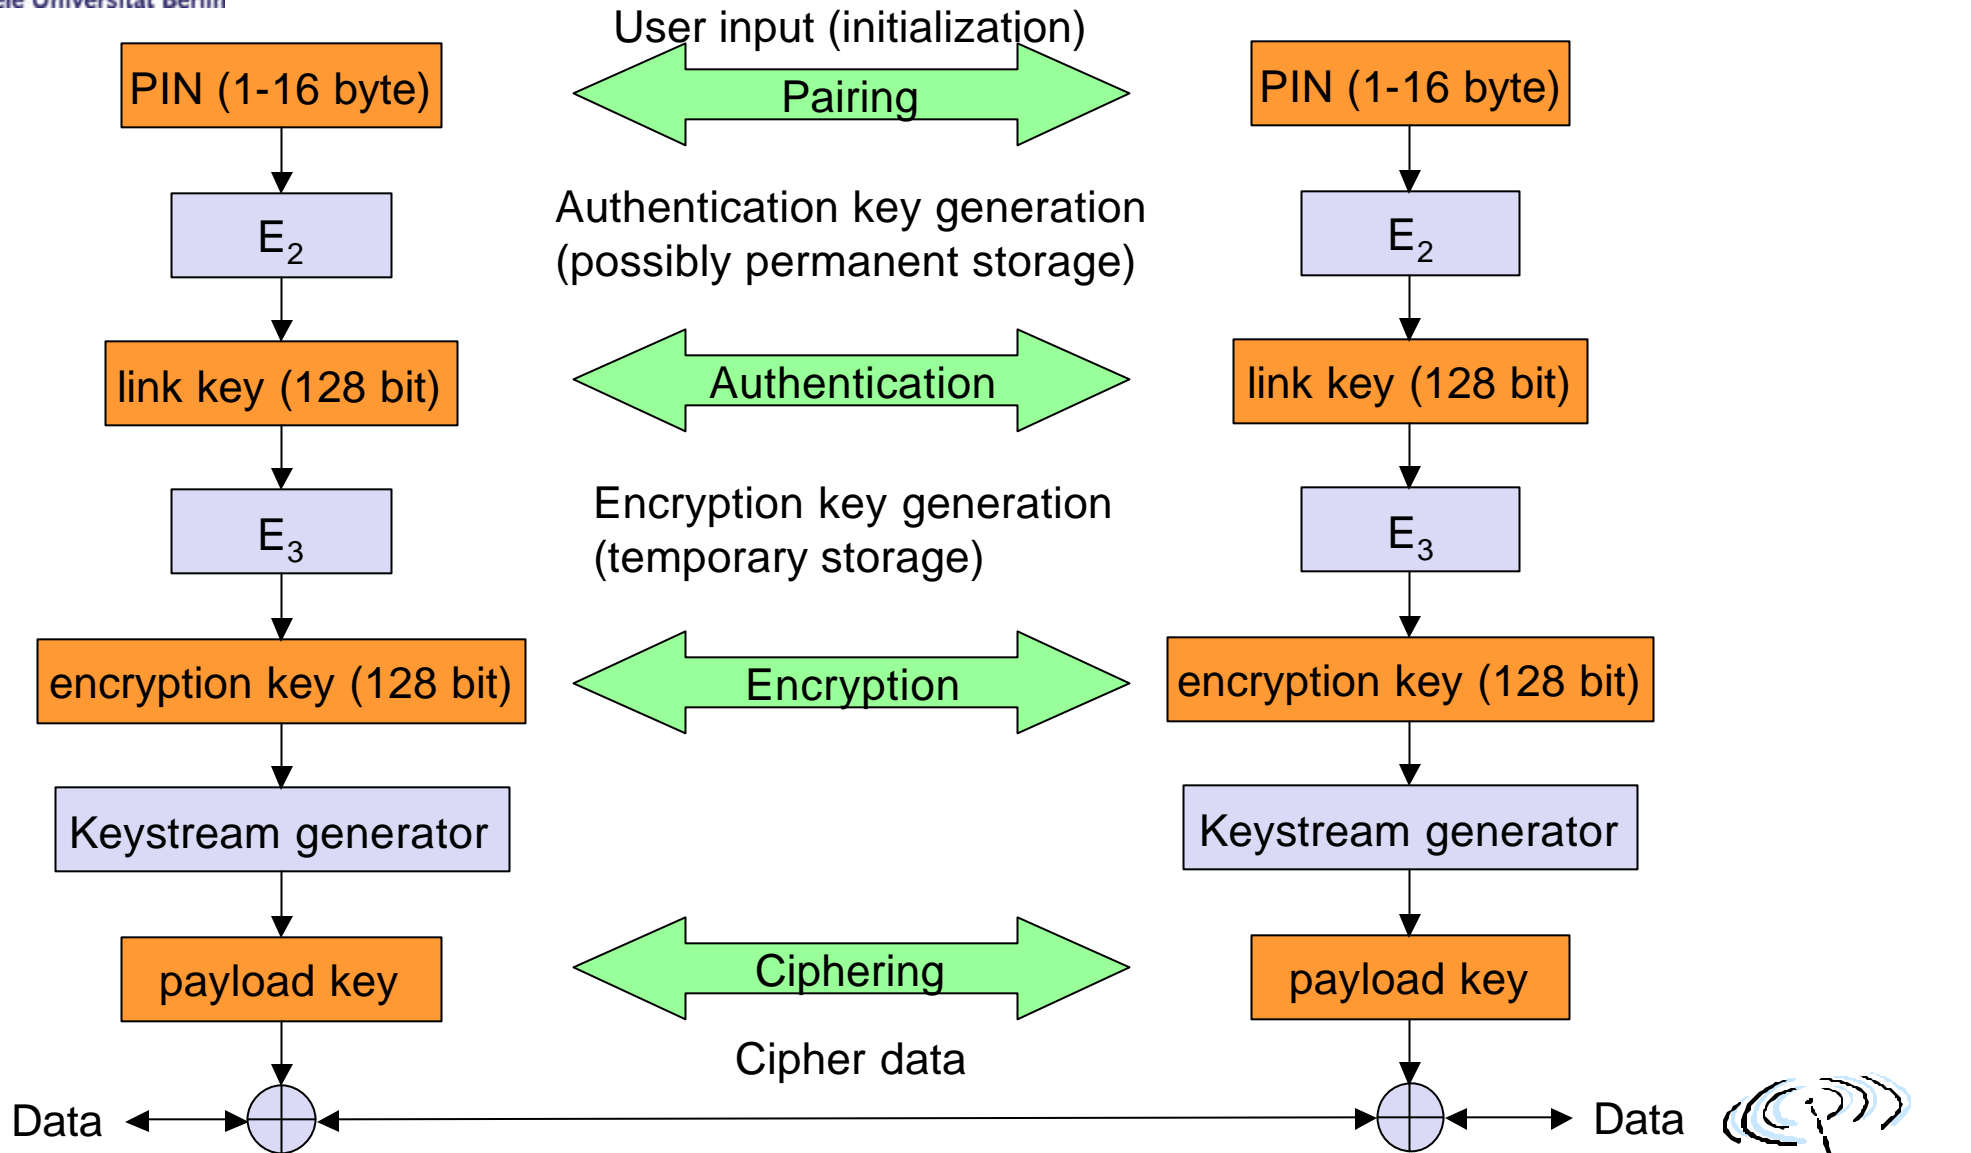 Universität Berlin
User input (initialization)
PIN (1-16 byte)
Pairing
PIN (1-16 byte)
E2
Authentication key generation
(possibly permanent storage)
E2
link key (128 bit)
Authentication
link key (128 bit)
E3
Encryption key generation
(temporary storage)
E3
encryption key (128 bit)
Encryption
encryption key (128 bit)
Keystream generator
Keystream generator
payload key
Ciphering
payload key
Cipher data
Data
Data